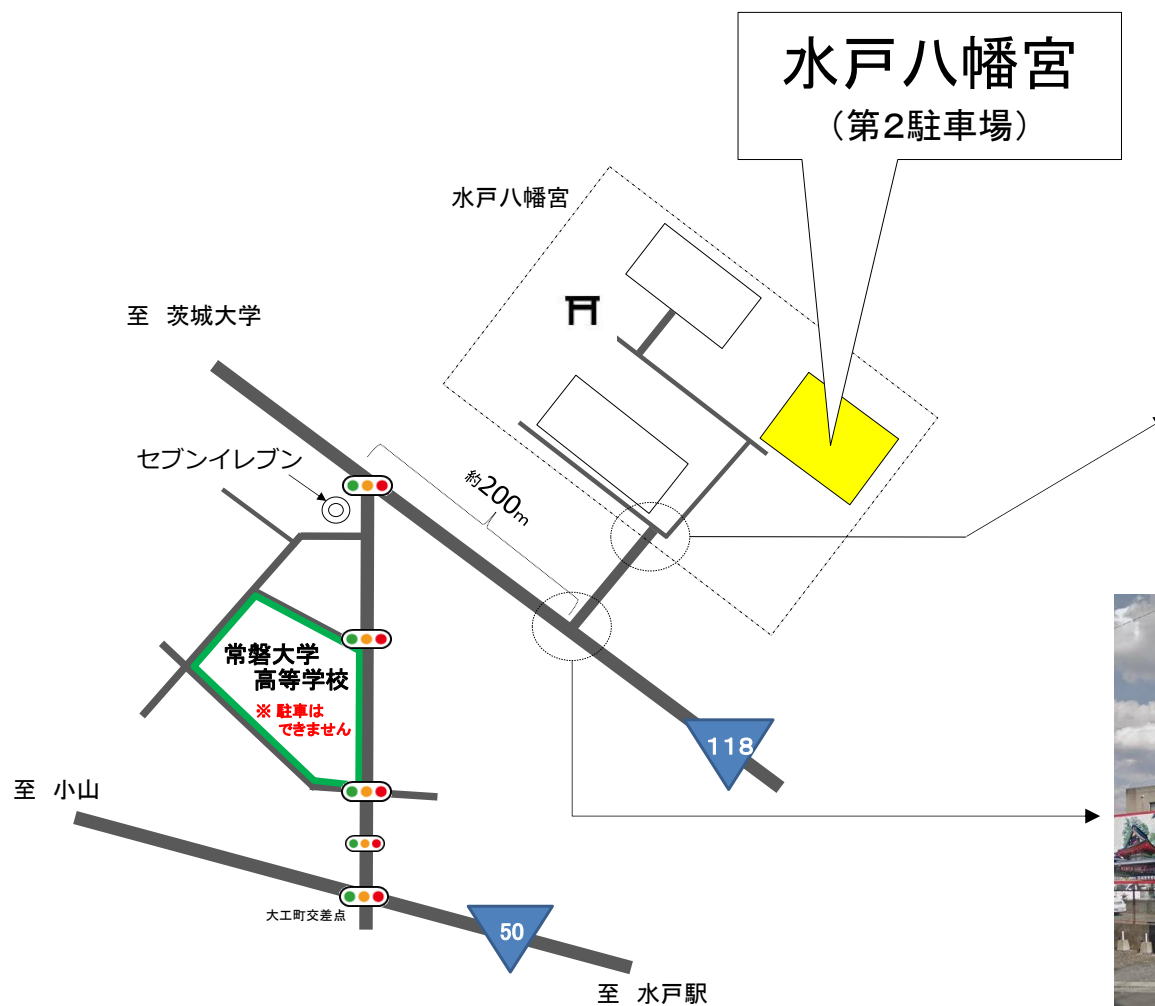 水戸八幡宮
（第2駐車場）
水戸八幡宮
至　茨城大学
セブンイレブン
約200m
常磐大学
高等学校
※ 駐車は
できません
118
至　小山
大工町交差点
50
至　水戸駅